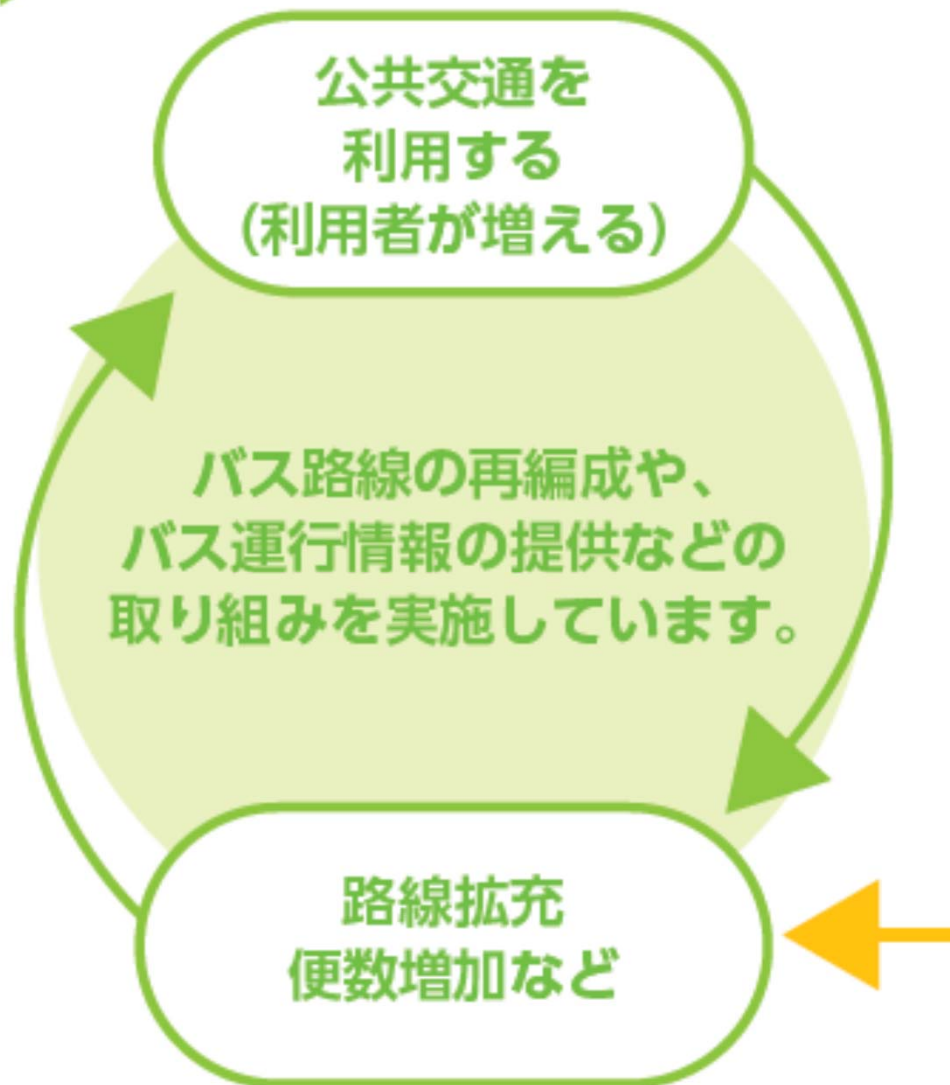 公共交通を
利用する
（利用者が増える）
バス路線の再編成や、
バス運行情報の提供などの
取り組みを実施しています。
路線拡充
便数増加など